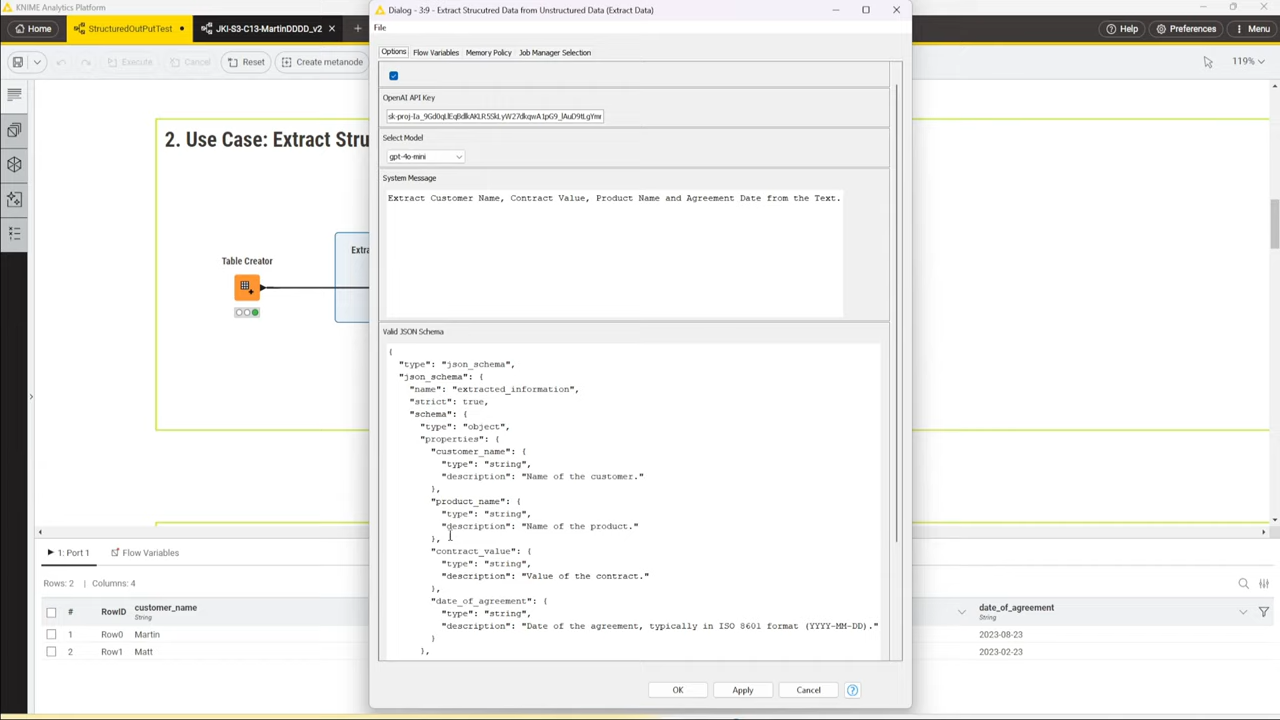 KNIME Analytics Platform
Home
StructuredOutPutTest
JKI-S3-C13-MartinDDDD_v2
Help
Preferences
Menu
Execute
Cancel
Reset
Create metanode
119%
2. Use Case: Extract Stru
Table Creator
Extra
Dialog - 3:9 - Extract Strucutred Data from Unstructured Data (Extract Data)
File
Options
Flow Variables
Memory Policy
Job Manager Selection
OpenAI API Key
Select Model
gpt-4o-mini
System Message
Extract Customer Name, Contract Value, Product Name and Agreement Date from the Text.
Valid JSON Schema
{
"type": "json_schema",
"json_schema": {
"name": "extracted_information",
"strict": true,
"schema": {
"type": "object",
"properties": {
"customer_name": {
"type": "string",
"description": "Name of the customer."
},
"product_name": {
"type": "string",
"description": "Name of the product."
},
"contract_value": {
"type": "string",
"description": "Value of the contract."
},
"date_of_agreement": {
"type": "string",
"description": "Date of the agreement, typically in ISO 8601 format (YYYY-MM-DD)."
}
},
OK
Apply
Cancel
?
1: Port 1
Flow Variables
Rows: 2 | Columns: 4
# RowID customer_name
String
date_of_agreement
String
1 Row0 Martin 2023-08-23
2 Row1 Matt 2023-02-23